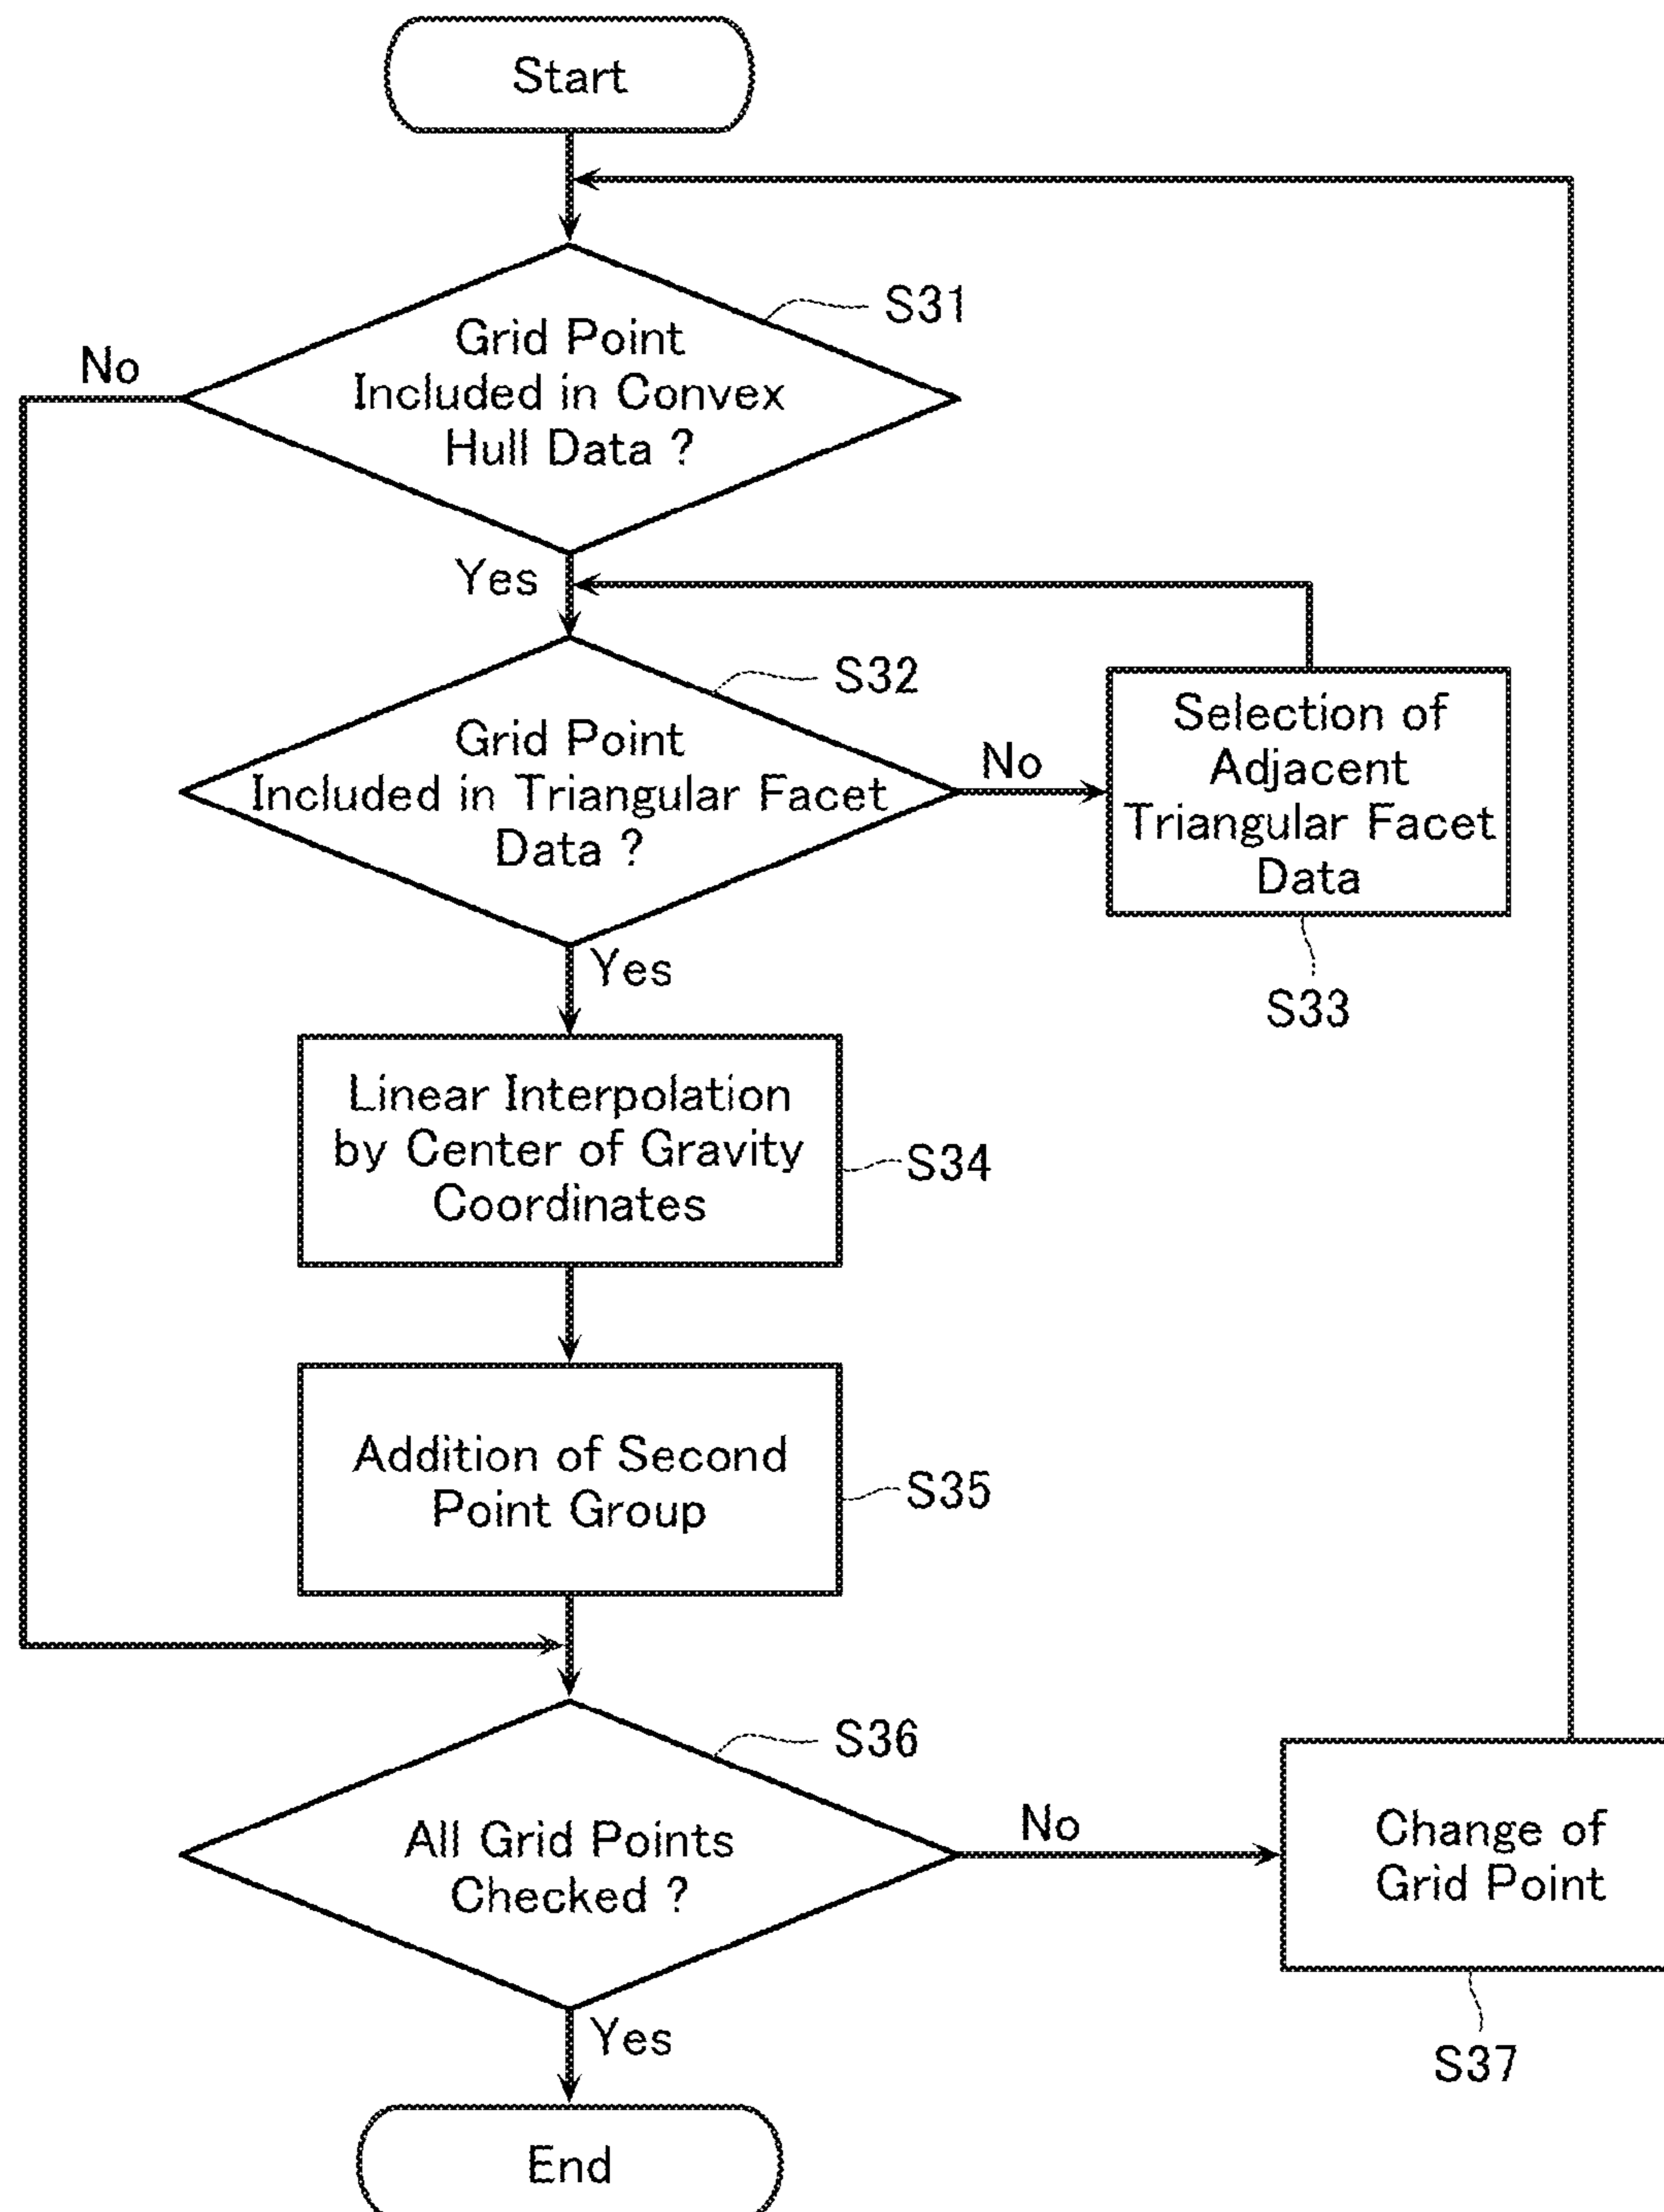 Start
S31
Grid Point
Included in Convex
Hull Data ?
No
Yes
S32
Grid Point
Included in Triangular Facet
Data ?
No
Selection of
Adjacent
Triangular Facet
Data
S33
Yes
Linear Interpolation
by Center of Gravity
Coordinates
S34
Addition of Second
Point Group
S35
S36
All Grid Points
Checked ?
No
Change of
Grid Point
S37
Yes
End